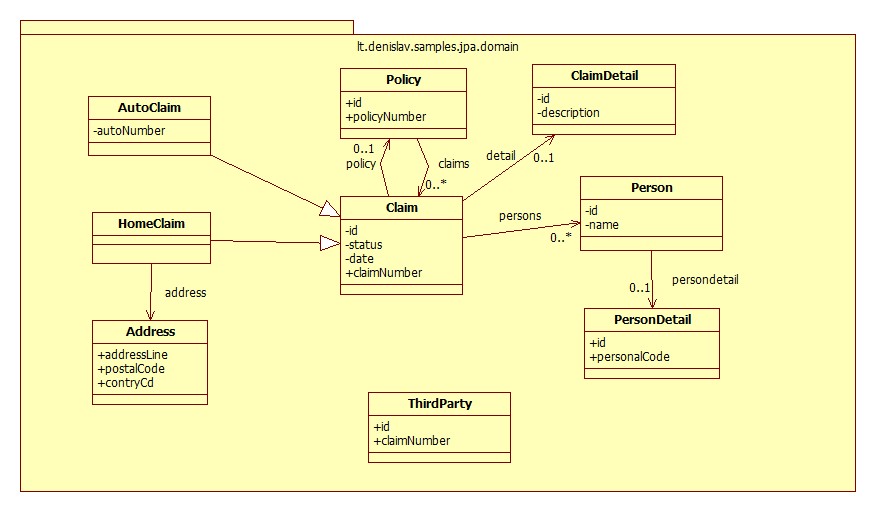 lt.denislav.samples.jpa.domain
Policy
+id
+policyNumber
ClaimDetail
-id
-description
AutoClaim
-autoNumber
0..1
policy
claims
0..*
detail
0..1
Claim
-id
-status
-date
+claimNumber
persons
0..*
Person
-id
-name
HomeClaim
address
0..1
persondetail
Address
+addressLine
+postalCode
+contryCd
PersonDetail
+id
+personalCode
ThirdParty
+id
+claimNumber